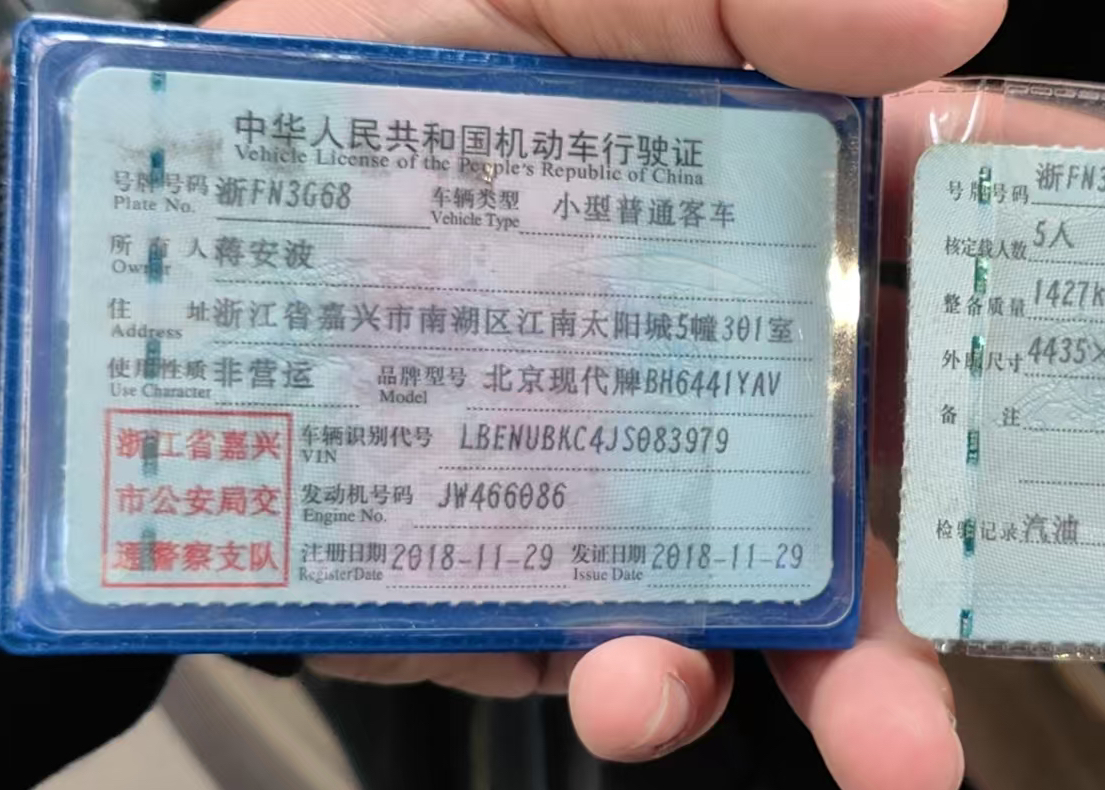 中华人民共和国机动车行驶证
Vehicle License of the People's Republic of China
号牌号码 浙FN3G68 车辆类型 小型普通客车
Plate No. Vehicle Type
所有人 蒋安波
Owner
住址 浙江省嘉兴市南湖区江南太阳城5幢301室
Address
使用性质 非营运 品牌型号 北京现代牌BH6441YAV
Use Character Model
浙江省嘉兴
市公安局交
通警察支队
车辆识别代号 LBENUBKC4JS083979
VIN
发动机号码 JW466086
Engine No.
注册日期 2018-11-29 发证日期 2018-11-29
Register Date Issue Date
号牌号码 浙FN3
核定载人数 5人
整备质量 1427k
外廓尺寸 4435×
备注
检验记录 汽油